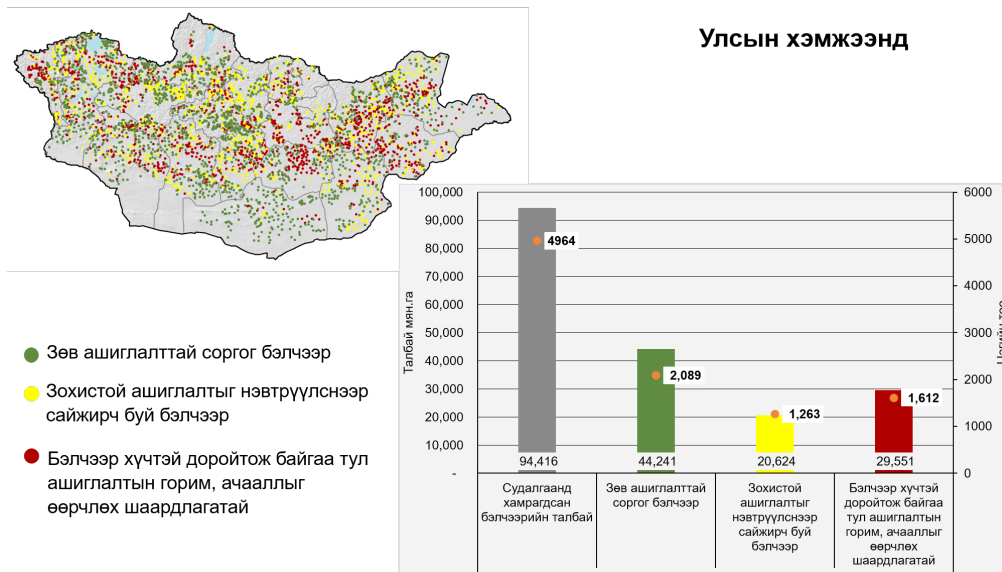 Улсын хэмжээнд
Зөв ашиглалттай соргог бэлчээр
Зохистой ашиглалтыг нэвтрүүлснээр
сайжирч буй бэлчээр
Бэлчээр хүчтэй доройтож байгаа тул
ашиглалтын горим, ачааллыг
өөрчлөх шаардлагатай
Талбай мян.га
100,000
90,000
80,000
70,000
60,000
50,000
40,000
30,000
20,000
10,000
-
6000
5000
4000
3000
2000
1000
0
4964
2,089
1,263
1,612
94,416
44,241
20,624
29,551
Судалгаанд
хамрагдсан
бэлчээрийн талбай
Зөв ашиглалттай
соргог бэлчээр
Зохистой
ашиглалтыг
нэвтрүүлснээр
сайжирч буй
бэлчээр
Бэлчээр хүчтэй
доройтож байгаа
тул ашиглалтын
горим, ачааллыг
өөрчлөх
шаардлагатай